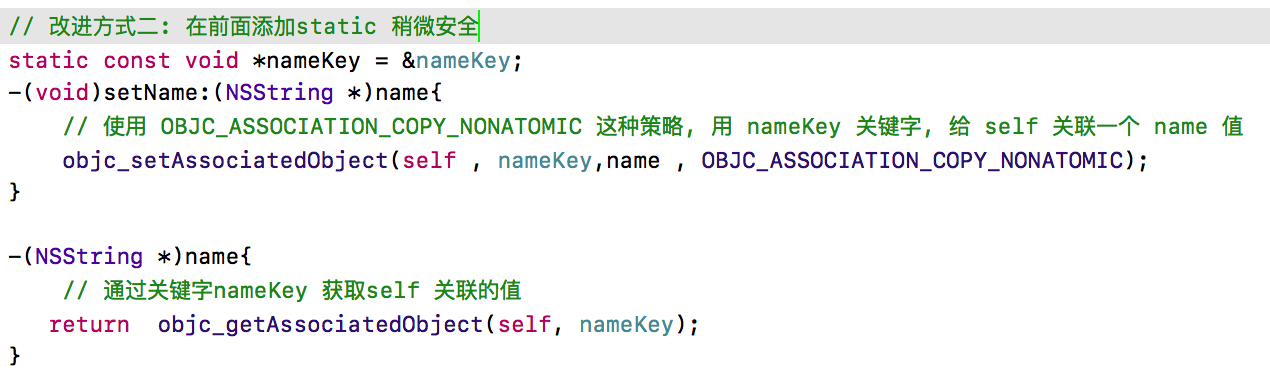 // 改进方式二: 在前面添加static 稍微安全
static const void *nameKey = &nameKey;
-(void)setName:(NSString *)name{
    // 使用 OBJC_ASSOCIATION_COPY_NONATOMIC 这种策略, 用 nameKey 关键字, 给 self 关联一个 name 值
    objc_setAssociatedObject(self , nameKey,name , OBJC_ASSOCIATION_COPY_NONATOMIC);
}
-(NSString *)name{
    // 通过关键字nameKey 获取self 关联的值
   return  objc_getAssociatedObject(self, nameKey);
}